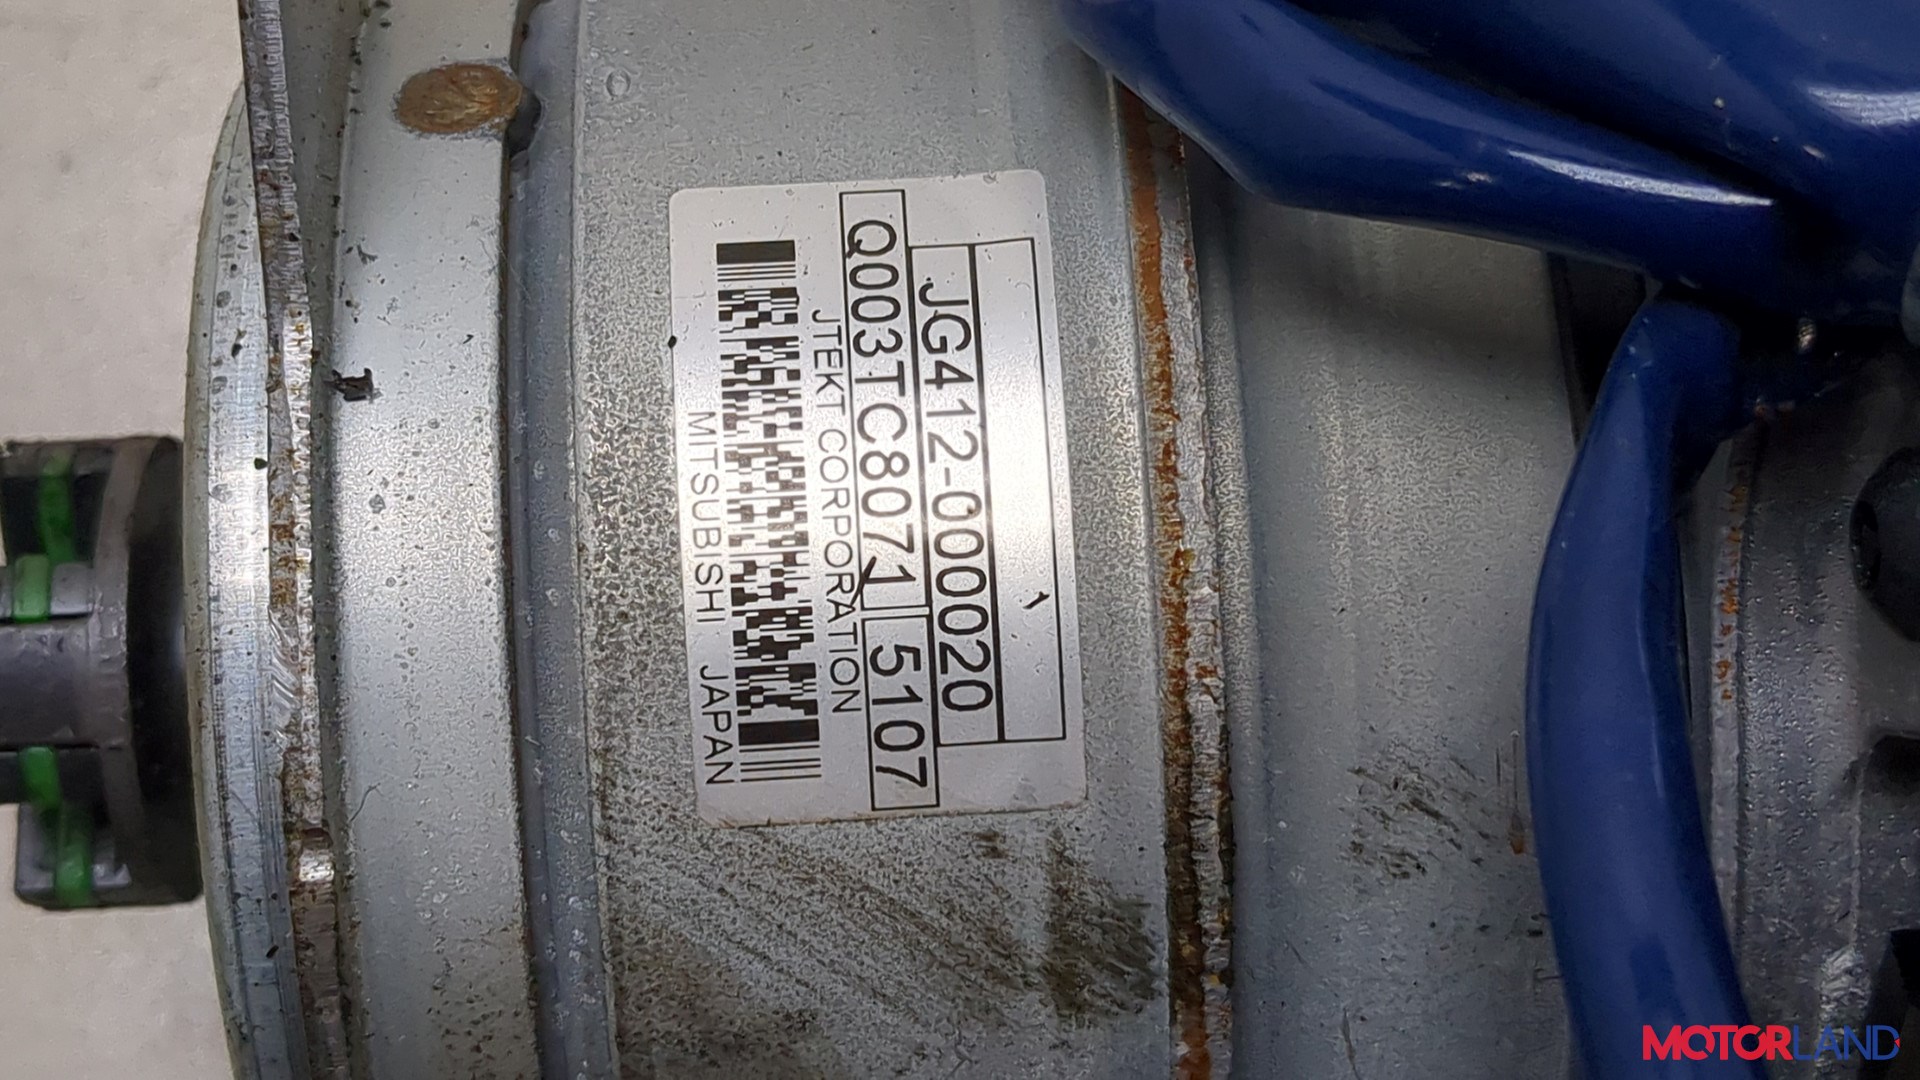 JG412-000020
Q003TC8071 5107
JTEKT CORPORATION
MITSUBISHI JAPAN
MOTORLAND